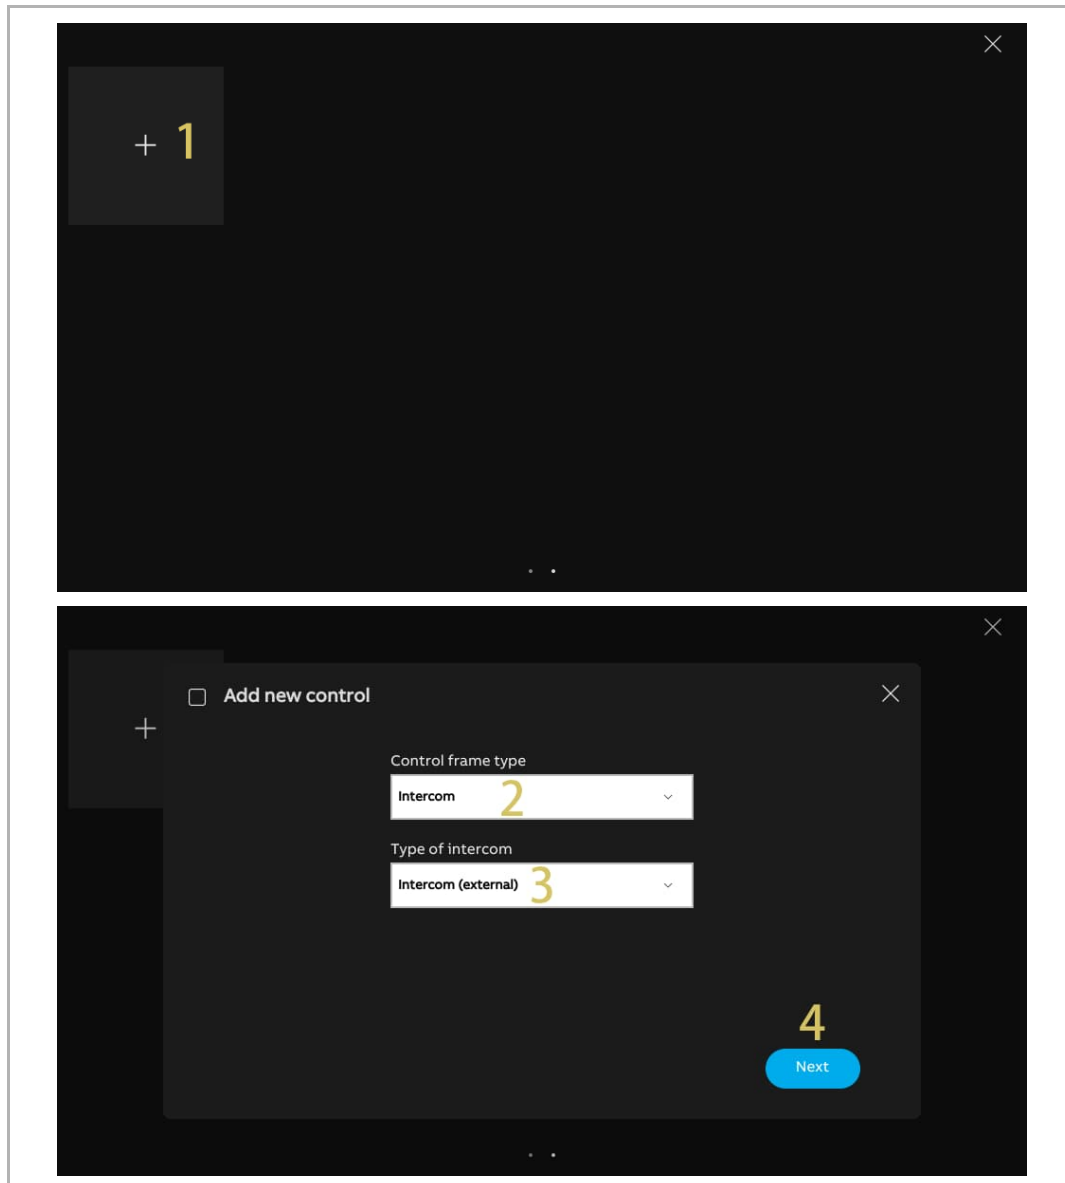 + 1
Add new control
+
Control frame type
Intercom 2
Type of intercom
Intercom (external) 3
4
Next